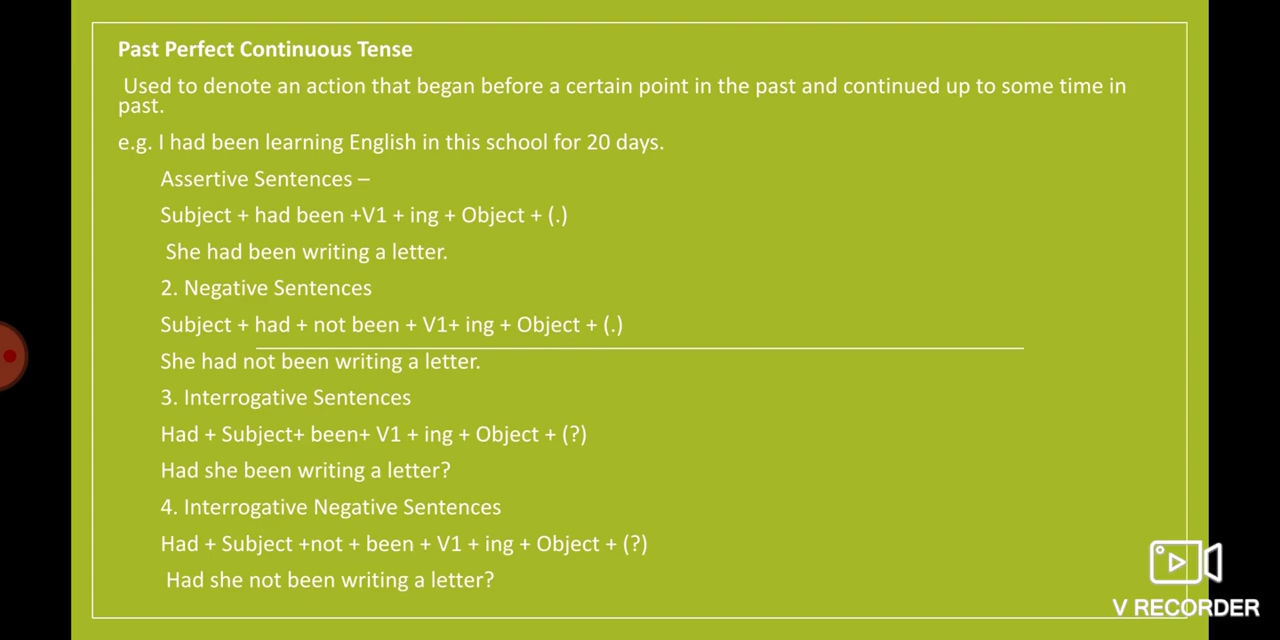 Past Perfect Continuous Tense
Used to denote an action that began before a certain point in the past and continued up to some time in
past.
e.g. I had been learning English in this school for 20 days.
Assertive Sentences –
Subject + had been +V1 + ing + Object + (.)
She had been writing a letter.
2. Negative Sentences
Subject + had + not been + V1+ ing + Object + (.)
She had not been writing a letter.
3. Interrogative Sentences
Had + Subject+ been+ V1 + ing + Object + (?)
Had she been writing a letter?
4. Interrogative Negative Sentences
Had + Subject +not + been + V1 + ing + Object + (?)
Had she not been writing a letter?
V RECORDER